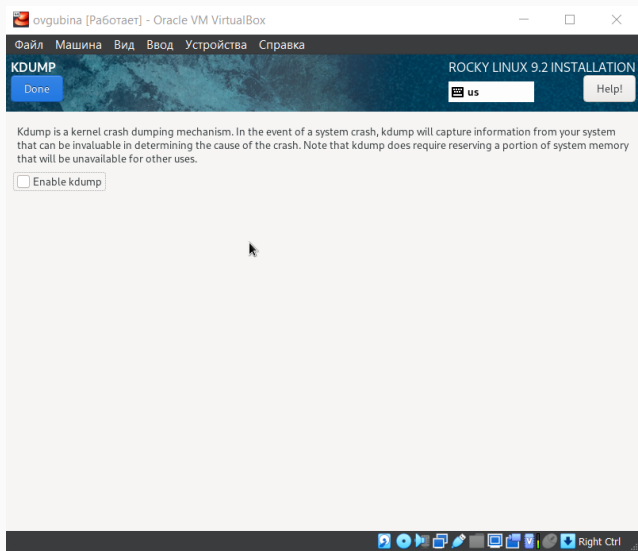 ovgubina [Работает] - Oracle VM VirtualBox
Файл Машина Вид Ввод Устройства Справка
KDUMP
ROCKY LINUX 9.2 INSTALLATION
Done
us
Help!
Kdump is a kernel crash dumping mechanism. In the event of a system crash, kdump will capture information from your system
that can be invaluable in determining the cause of the crash. Note that kdump does require reserving a portion of system memory
that will be unavailable for other uses.
Enable kdump
Right Ctrl